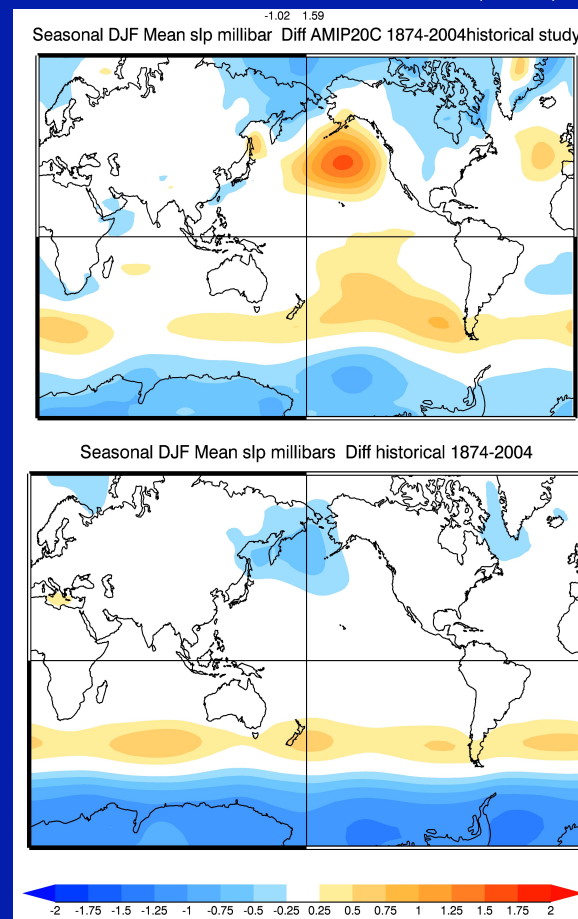 -1.02 1.59
Seasonal DJF Mean slp millibar Diff AMIP20C 1874-2004historical study
Seasonal DJF Mean slp millibars Diff historical 1874-2004
-2 -1.75 -1.5 -1.25 -1 -0.75 -0.5 -0.25 0.25 0.5 0.75 1 1.25 1.5 1.75 2